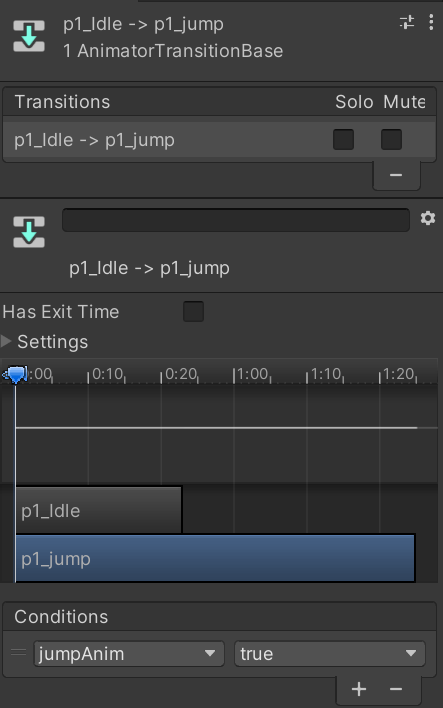 p1_Idle -> p1_jump
1 AnimatorTransitionBase
Transitions Solo Mute
p1_Idle -> p1_jump
p1_Idle -> p1_jump
Has Exit Time
Settings
:00 0:10 0:20 1:00 1:10 1:20
p1_Idle
p1_jump
Conditions
jumpAnim true